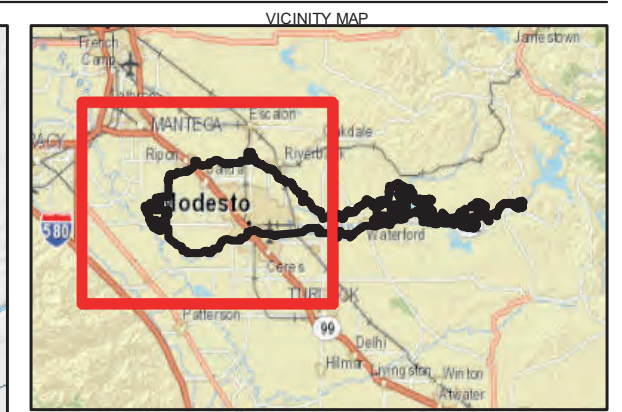 VICINITY MAP
French
Camp
Jamestown
MANTECA
Escalon
Ripon
Riverbank
580
Modesto
Waterford
Ceres
TURLOCK
Patterson
99
Delhi
Hilmar
Livingston
Winton
Atwater